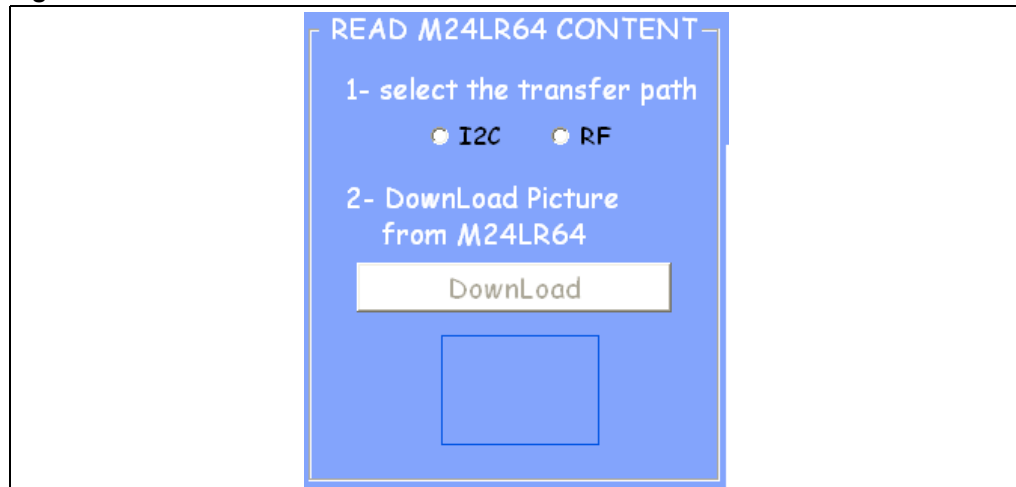 READ M24LR64 CONTENT
1- select the transfer path
I2C RF
2- DownLoad Picture
from M24LR64
DownLoad